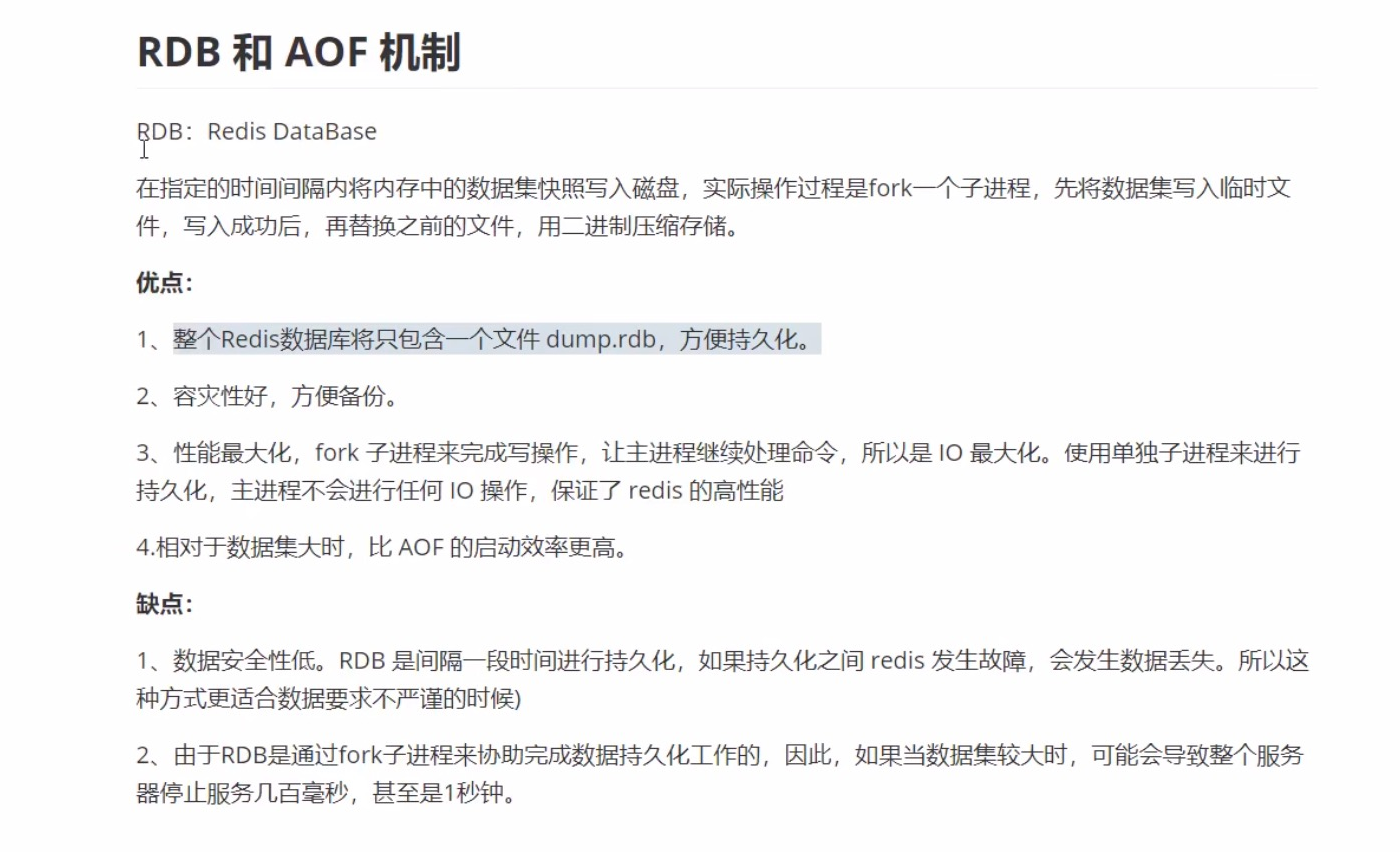 RDB 和 AOF 机制
RDB：Redis DataBase
在指定的时间间隔内将内存中的数据集快照写入磁盘，实际操作过程是fork一个子进程，先将数据集写入临时文
件，写入成功后，再替换之前的文件，用二进制压缩存储。
优点：
1、整个Redis数据库将只包含一个文件 dump.rdb，方便持久化。
2、容灾性好，方便备份。
3、性能最大化，fork 子进程来完成写操作，让主进程继续处理命令，所以是 IO 最大化。使用单独子进程来进行
持久化，主进程不会进行任何 IO 操作，保证了 redis 的高性能
4.相对于数据集大时，比 AOF 的启动效率更高。
缺点：
1、数据安全性低。RDB 是间隔一段时间进行持久化，如果持久化之间 redis 发生故障，会发生数据丢失。所以这
种方式更适合数据要求不严谨的时候)
2、由于RDB是通过fork子进程来协助完成数据持久化工作的，因此，如果当数据集较大时，可能会导致整个服务
器停止服务几百毫秒，甚至是1秒钟。